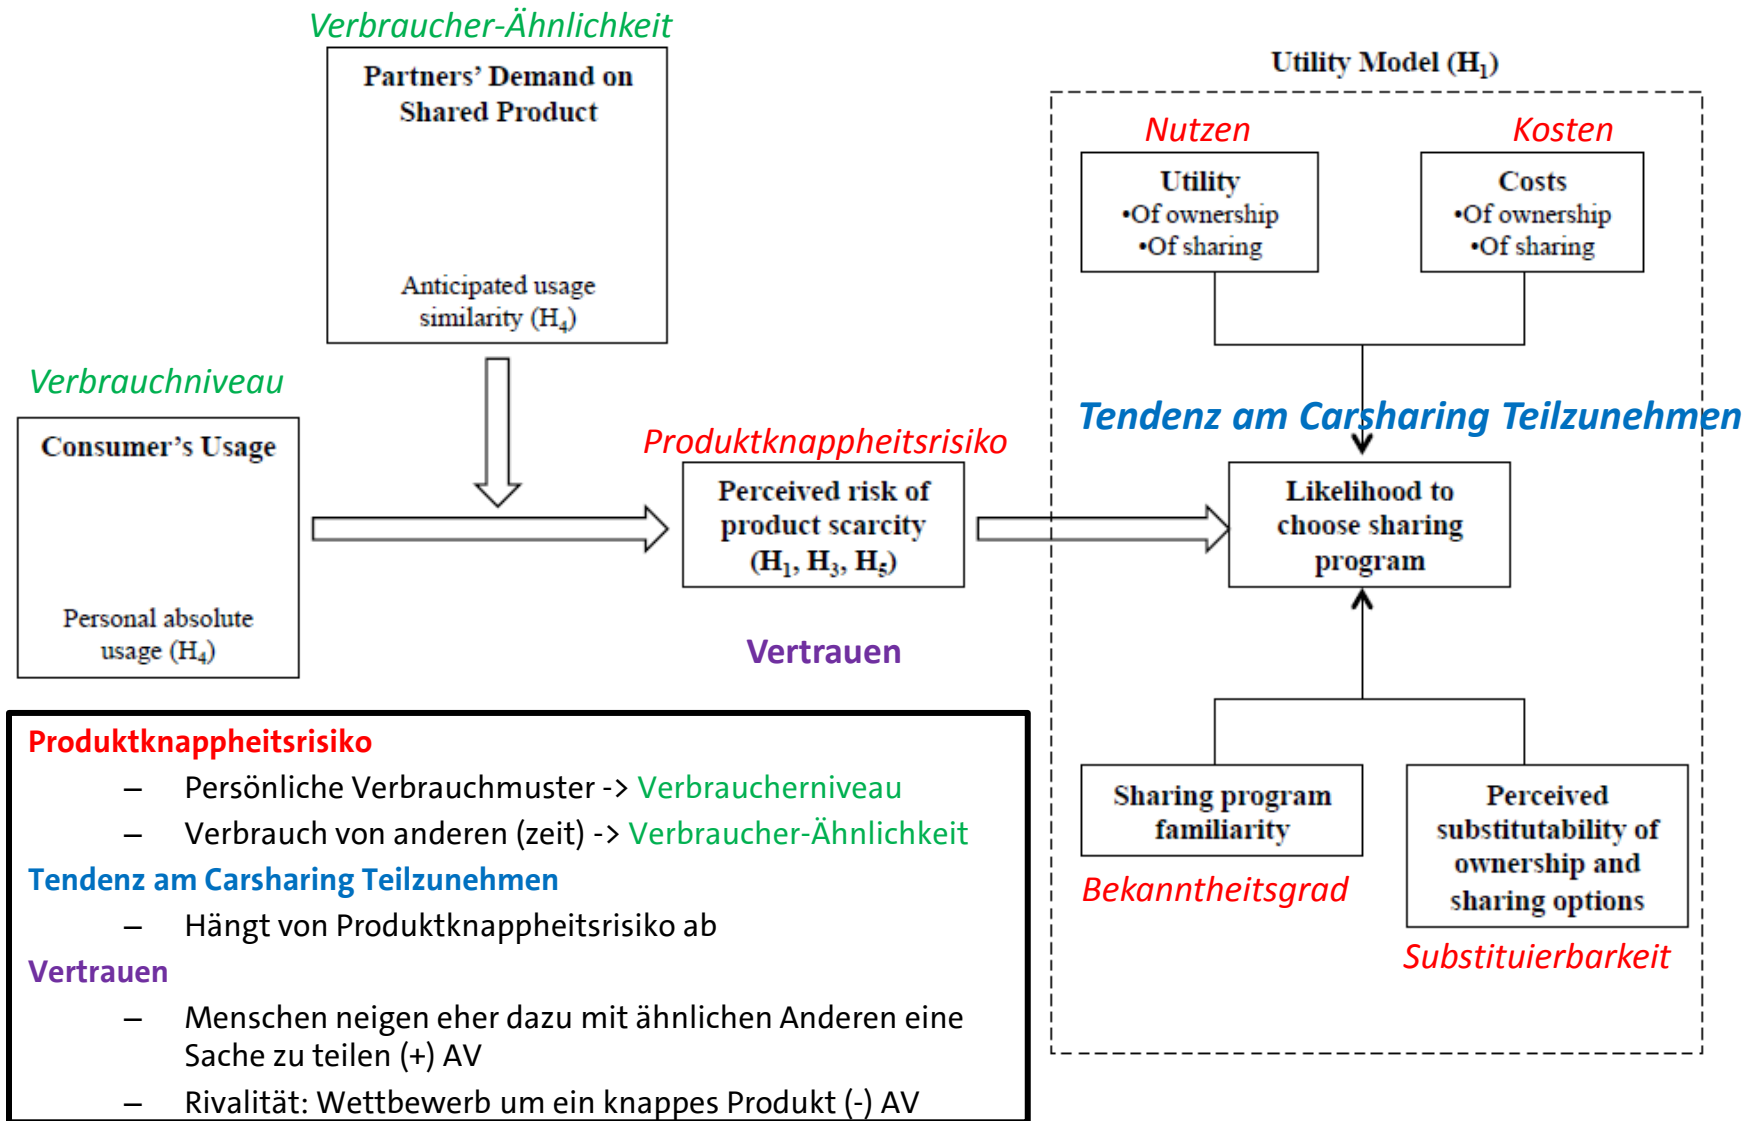 Verbraucher-Ähnlichkeit
Partners’ Demand on
Shared Product
Anticipated usage
similarity (H4)
Verbrauchniveau
Consumer’s Usage
Personal absolute
usage (H4)
Produktknappheitsrisiko
Perceived risk of
product scarcity
(H1, H3, H5)
Vertrauen
Utility Model (H1)
Nutzen
Utility
•Of ownership
•Of sharing
Kosten
Costs
•Of ownership
•Of sharing
Tendenz am Carsharing Teilzunehmen
Likelihood to
choose sharing
program
Sharing program
familiarity
Bekanntheitsgrad
Perceived
substitutability of
ownership and
sharing options
Substituierbarkeit
Produktknappheitsrisiko
– Persönliche Verbrauchmuster -> Verbraucherniveau
– Verbrauch von anderen (zeit) -> Verbraucher-Ähnlichkeit
Tendenz am Carsharing Teilzunehmen
– Hängt von Produktknappheitsrisiko ab
Vertrauen
– Menschen neigen eher dazu mit ähnlichen Anderen eine
Sache zu teilen (+) AV
– Rivalität: Wettbewerb um ein knappes Produkt (-) AV